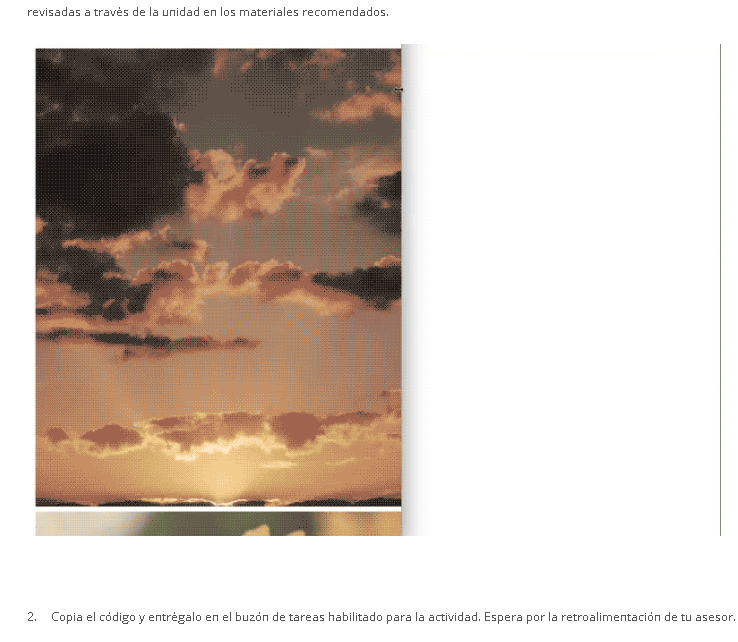 revisadas a través de la unidad en los materiales recomendados.
2. Copia el código y entrégalo en el buzón de tareas habilitado para la actividad. Espera por la retroalimentación de tu asesor.